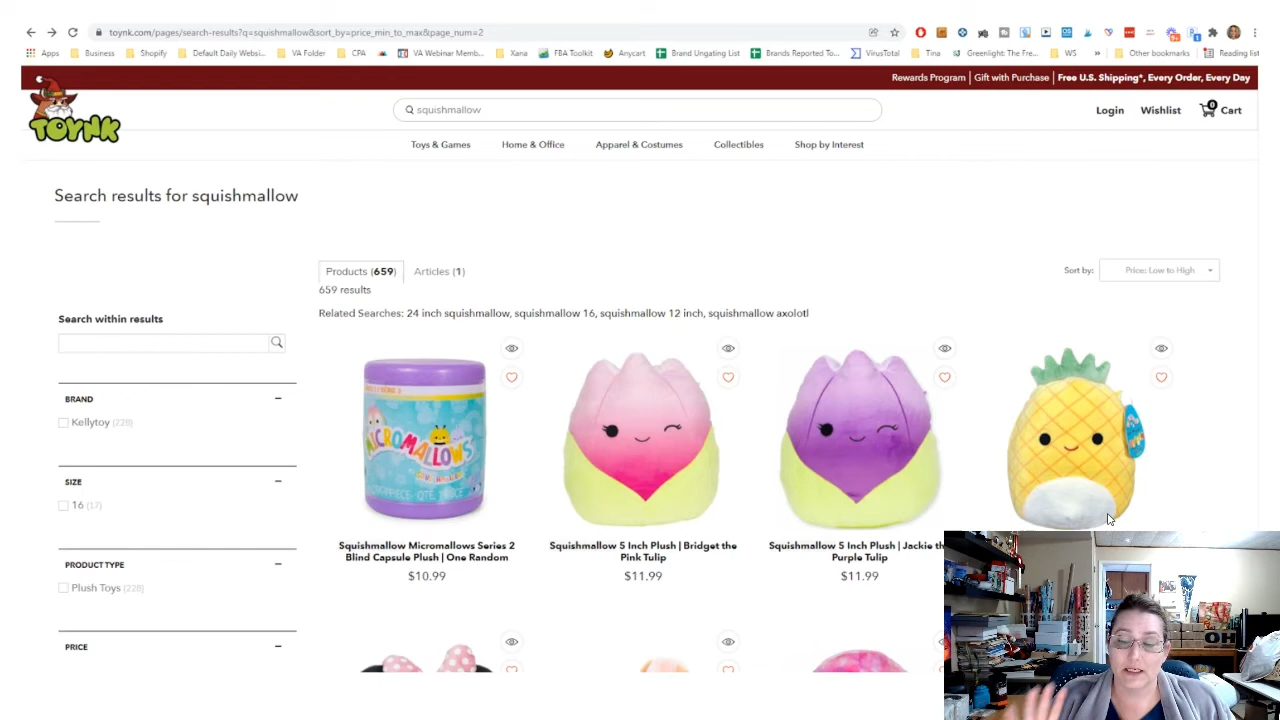 toynk.com/pages/search-results?q=squishmallow&sort_by=price_min_to_max&page_num=2
Apps Business Shopify Default Daily Websi... VA Folder CPA VA Webinar Memb... Xana FBA Toolkit Anycart Brand Ungating List Brands Reported To... VirusTotal Tina Greenlight: The Fre... WS » Other bookmarks Reading list
Rewards Program | Gift with Purchase | Free U.S. Shipping*, Every Order, Every Day
TOYNK
squishmallow
Login Wishlist 0 Cart
Toys & Games Home & Office Apparel & Costumes Collectibles Shop by Interest
Search results for squishmallow
Products (659) Articles (1)
Sort by: Price: Low to High
659 results
Related Searches: 24 inch squishmallow, squishmallow 16, squishmallow 12 inch, squishmallow axolotl
Search within results
BRAND
Kellytoy (228)
SIZE
16 (17)
PRODUCT TYPE
Plush Toys (228)
PRICE
MICROMALLOWS
Squishmallow Micromallows Series 2
Blind Capsule Plush | One Random
$10.99
Squishmallow 5 Inch Plush | Bridget the
Pink Tulip
$11.99
Squishmallow 5 Inch Plush | Jackie th
Purple Tulip
$11.99
OH